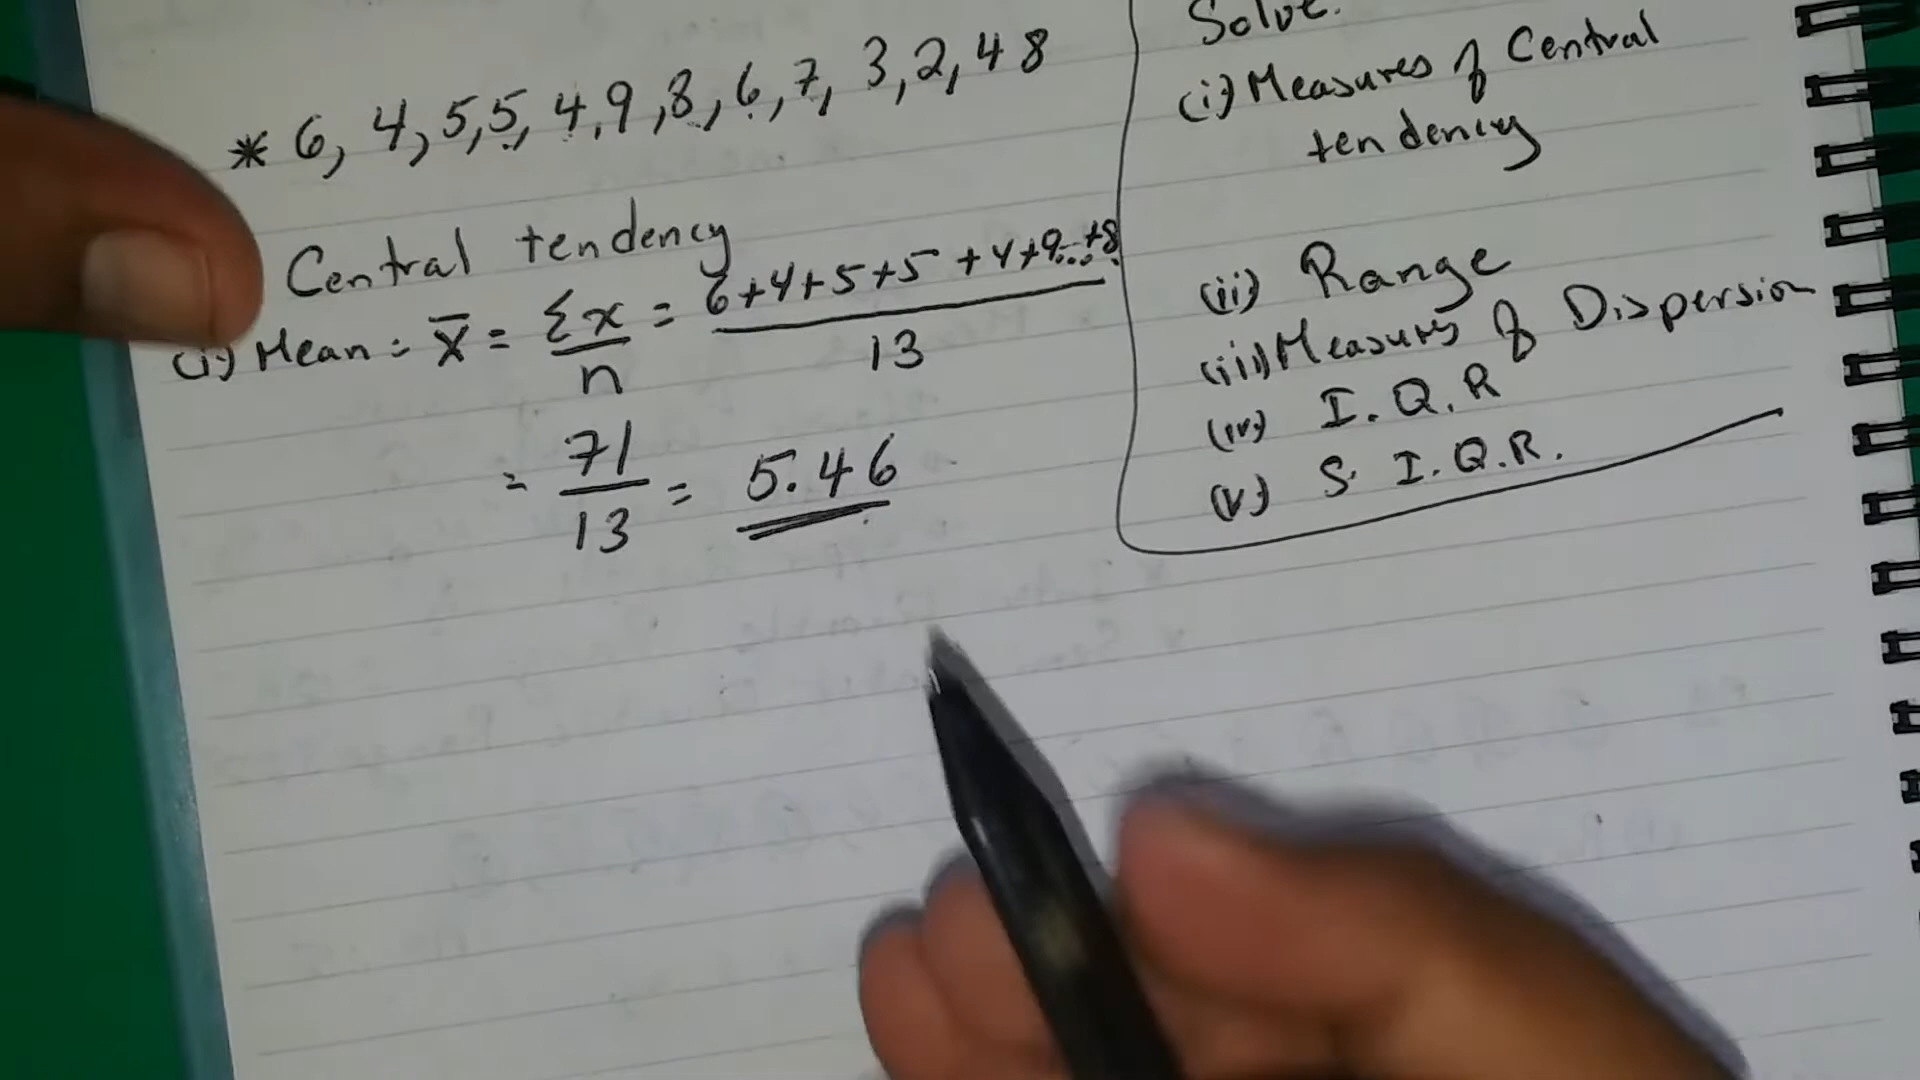 * 6, 4, 5, 5, 4, 9, 8, 6, 7, 3, 2, 4 8
Central tendency
(i) Mean = x̄ = Σx/n = 6+4+5+5+4+9...+8/13
= 71/13 = 5.46
Solve.
(i) Measures of Central
tendency
(ii) Range
(iii) Measures of Dispersion
(iv) I.Q.R
(v) S. I.Q.R.